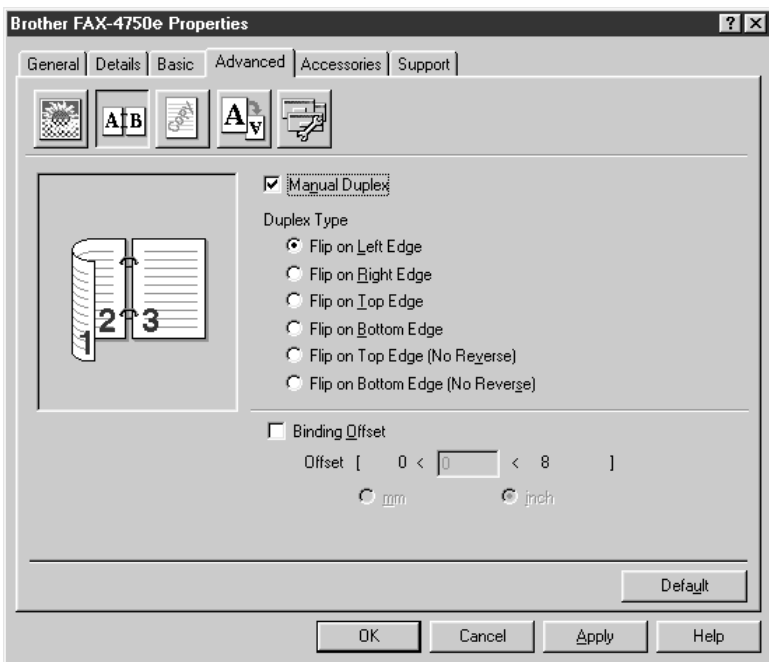 Brother FAX-4750e Properties
General Details Basic Advanced Accessories Support
A B COPY A A
Manual Duplex
Duplex Type
Flip on Left Edge
Flip on Right Edge
Flip on Top Edge
Flip on Bottom Edge
Flip on Top Edge (No Reverse)
Flip on Bottom Edge (No Reverse)
1 2 3
Binding Offset
Offset [ 0 < 0 < 8 ]
mm inch
Default
OK Cancel Apply Help